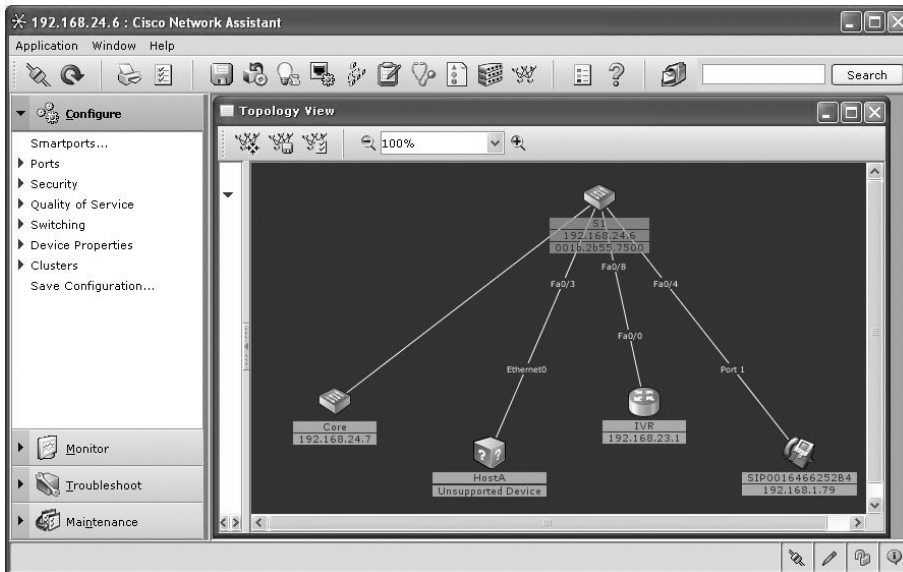 192.168.24.6 : Cisco Network Assistant
Application Window Help
Search
Configure
Smartports...
Ports
Security
Quality of Service
Switching
Device Properties
Clusters
Save Configuration...
Monitor
Troubleshoot
Maintenance
Topology View
100%
S1
192.168.24.6
001b.2b55.7500
Fa0/8
Fa0/3
Fa0/4
Fa0/0
Ethernet0
Port 1
Core
192.168.24.7
IVR
192.168.23.1
HostA
Unsupported Device
SIP0016466252B4
192.168.1.79